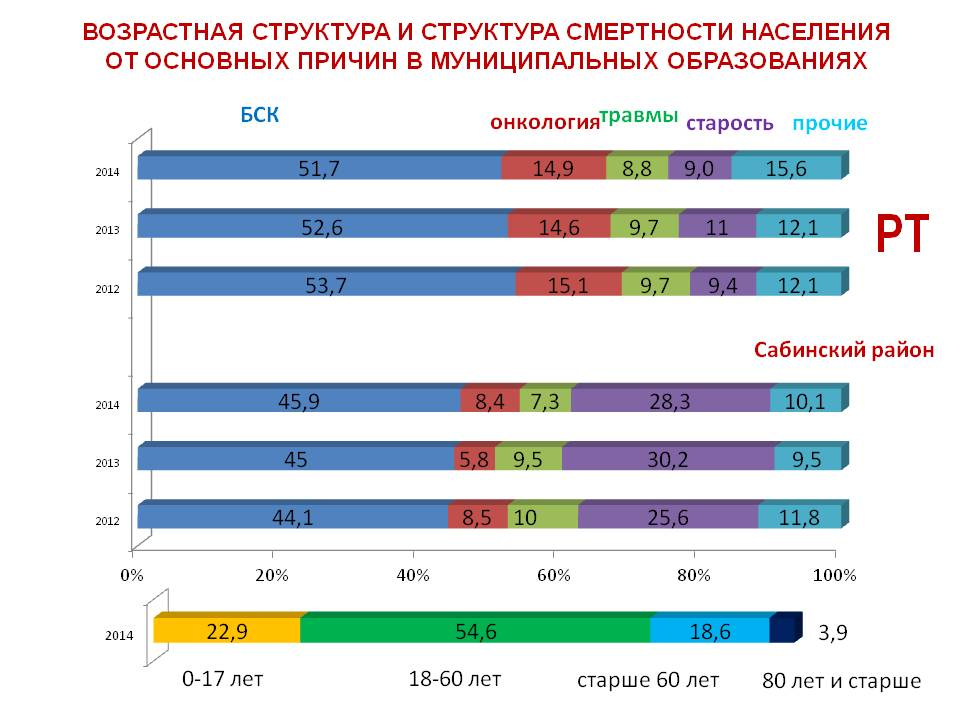 ВОЗРАСТНАЯ СТРУКТУРА И СТРУКТУРА СМЕРТНОСТИ НАСЕЛЕНИЯ
ОТ ОСНОВНЫХ ПРИЧИН В МУНИЦИПАЛЬНЫХ ОБРАЗОВАНИЯХ
БСК онкология травмы старость прочие
2014 51,7 14,9 8,8 9,0 15,6
2013 52,6 14,6 9,7 11 12,1
РТ
2012 53,7 15,1 9,7 9,4 12,1
Сабинский район
2014 45,9 8,4 7,3 28,3 10,1
2013 45 5,8 9,5 30,2 9,5
2012 44,1 8,5 10 25,6 11,8
0% 20% 40% 60% 80% 100%
2014 22,9 54,6 18,6 3,9
0-17 лет 18-60 лет старше 60 лет 80 лет и старше